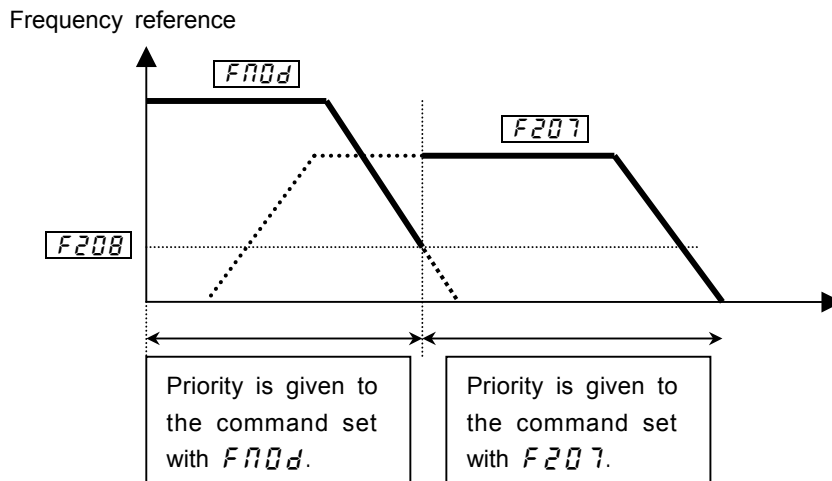 Frequency reference
FMOd
F207
F208
Priority is given to
the command set
with FMOd.
Priority is given to
the command set
with F207.